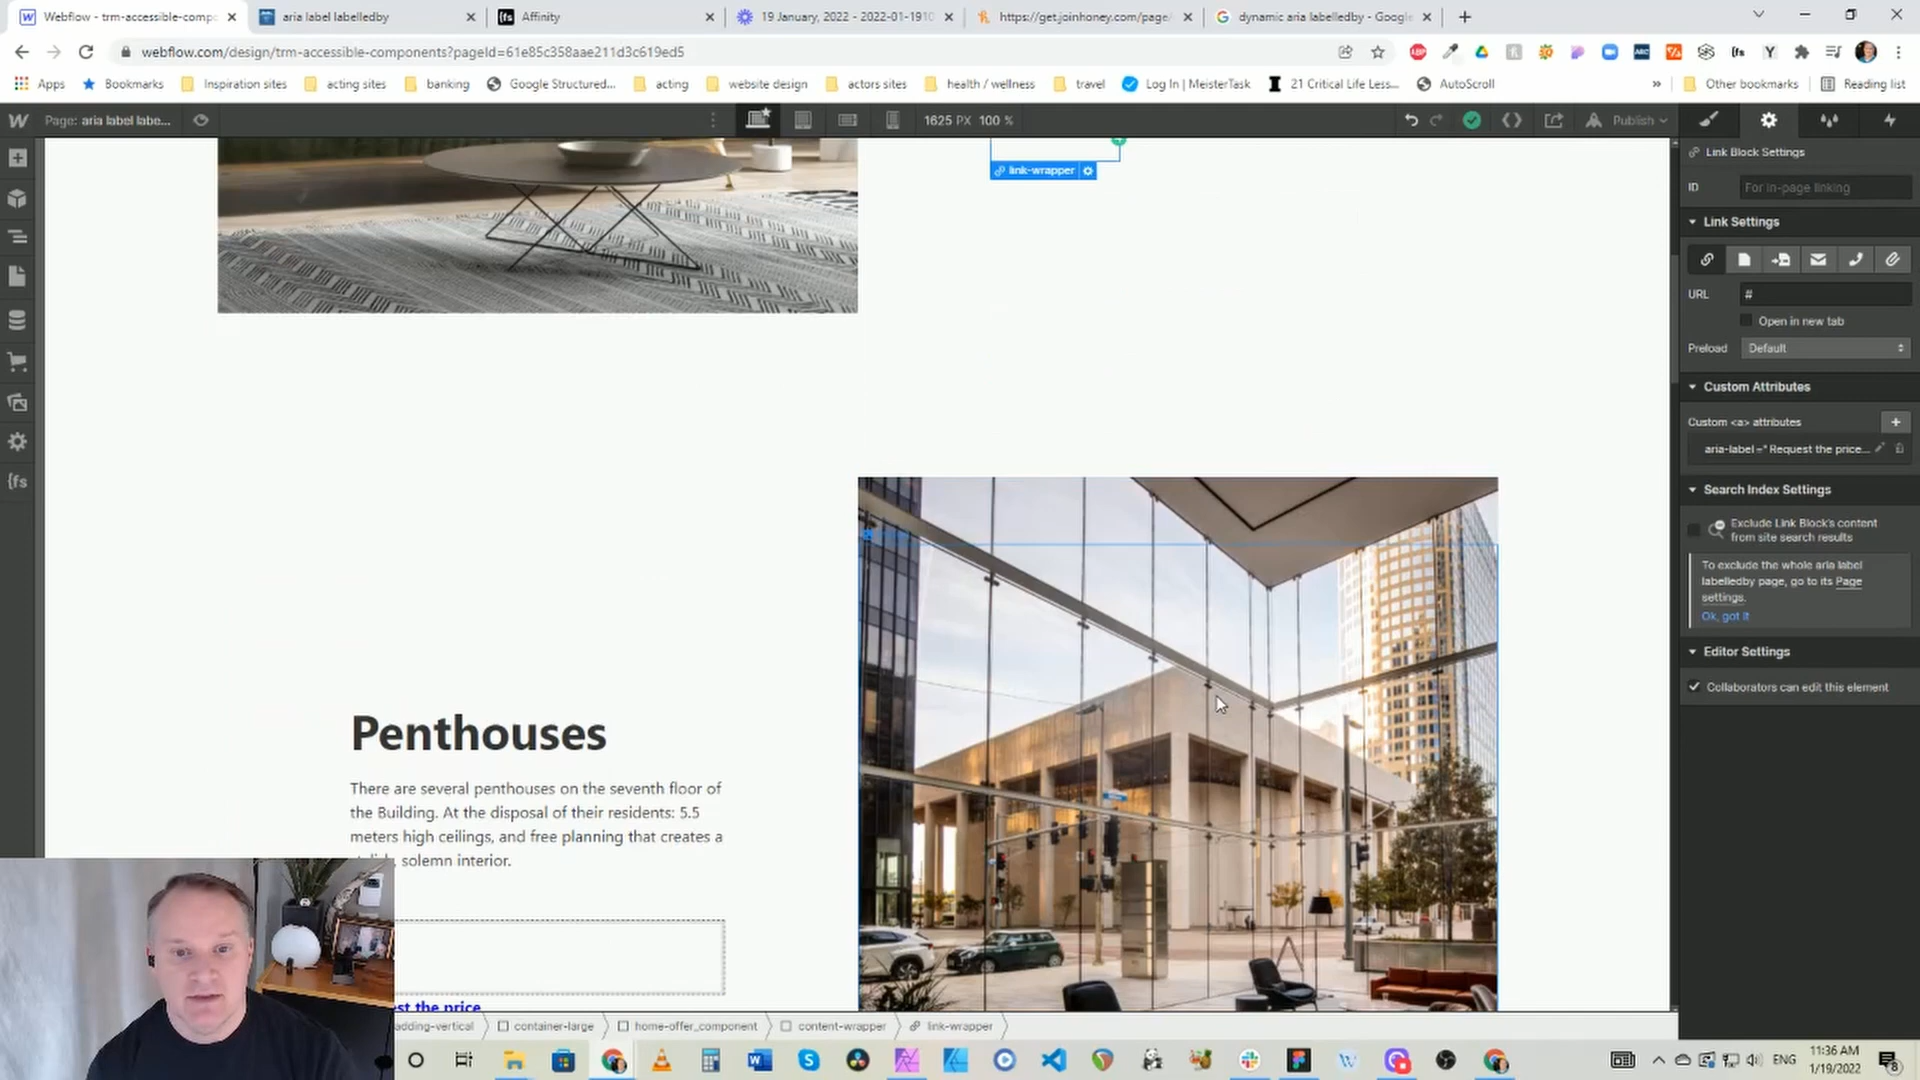 Webflow - trm-accessible-compo
aria label labelledby
Affinity
19 January, 2022 - 2022-01-1910
https://get.joinhoney.com/page/
dynamic aria labelledby - Google
webflow.com/design/trm-accessible-components?pageId=61e85c358aae211d3c619ed5
Apps
Bookmarks
Inspiration sites
acting sites
banking
Google Structured...
acting
website design
actors sites
health / wellness
travel
Log In | MeisterTask
21 Critical Life Less...
AutoScroll
Other bookmarks
Reading list
Page: aria label labe...
1625 PX 100 %
Publish
link-wrapper
Link Block Settings
ID
For in-page linking
Link Settings
URL
#
Open in new tab
Preload
Default
Custom Attributes
Custom <a> attributes
aria-label =" Request the price...
Search Index Settings
Exclude Link Block's content
from site search results
To exclude the whole aria label
labelledby page, go to its Page
settings.
Ok, got it
Editor Settings
Collaborators can edit this element
Penthouses
There are several penthouses on the seventh floor of
the Building. At the disposal of their residents: 5.5
meters high ceilings, and free planning that creates a
solemn interior.
est the price
adding-vertical
container-large
home-offer_component
content-wrapper
link-wrapper
ENG
11:36 AM
1/19/2022